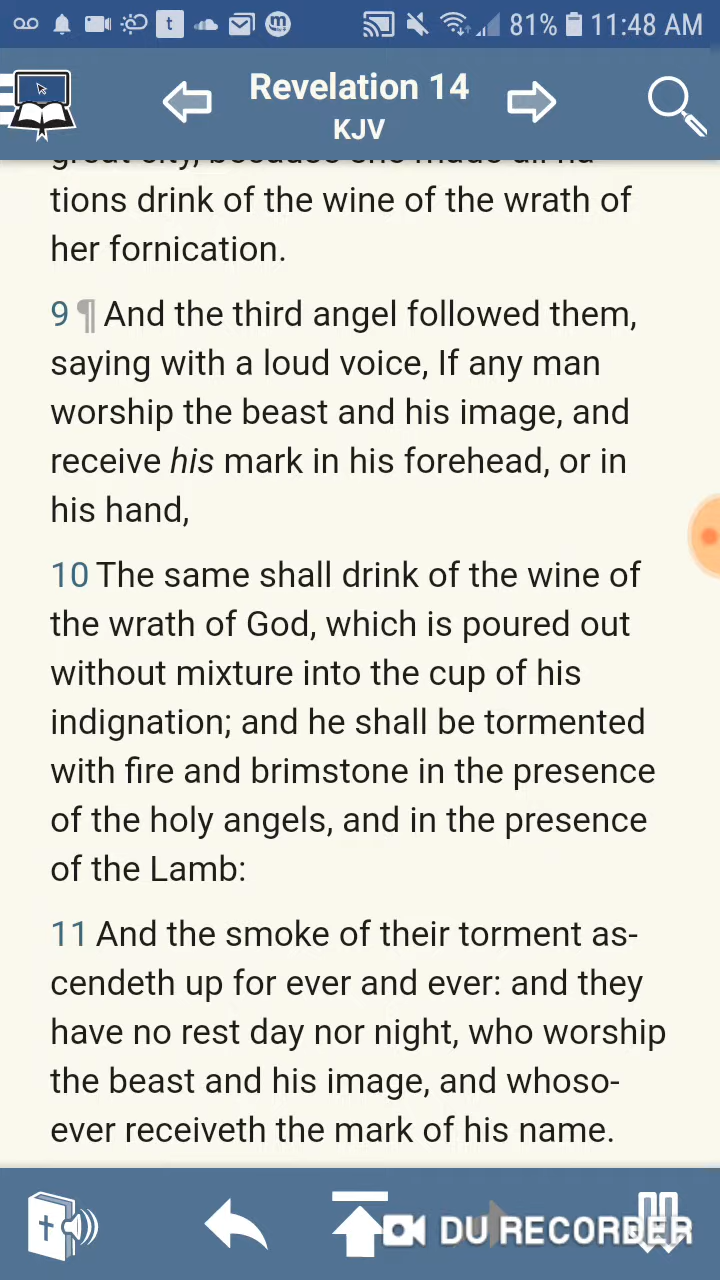 t
m
81%
11:48 AM
Revelation 14
KJV
great city, because she made all na-
tions drink of the wine of the wrath of
her fornication.
9 ¶ And the third angel followed them,
saying with a loud voice, If any man
worship the beast and his image, and
receive his mark in his forehead, or in
his hand,
10 The same shall drink of the wine of
the wrath of God, which is poured out
without mixture into the cup of his
indignation; and he shall be tormented
with fire and brimstone in the presence
of the holy angels, and in the presence
of the Lamb:
11 And the smoke of their torment as-
cendeth up for ever and ever: and they
have no rest day nor night, who worship
the beast and his image, and whoso-
ever receiveth the mark of his name.
DU RECORDER